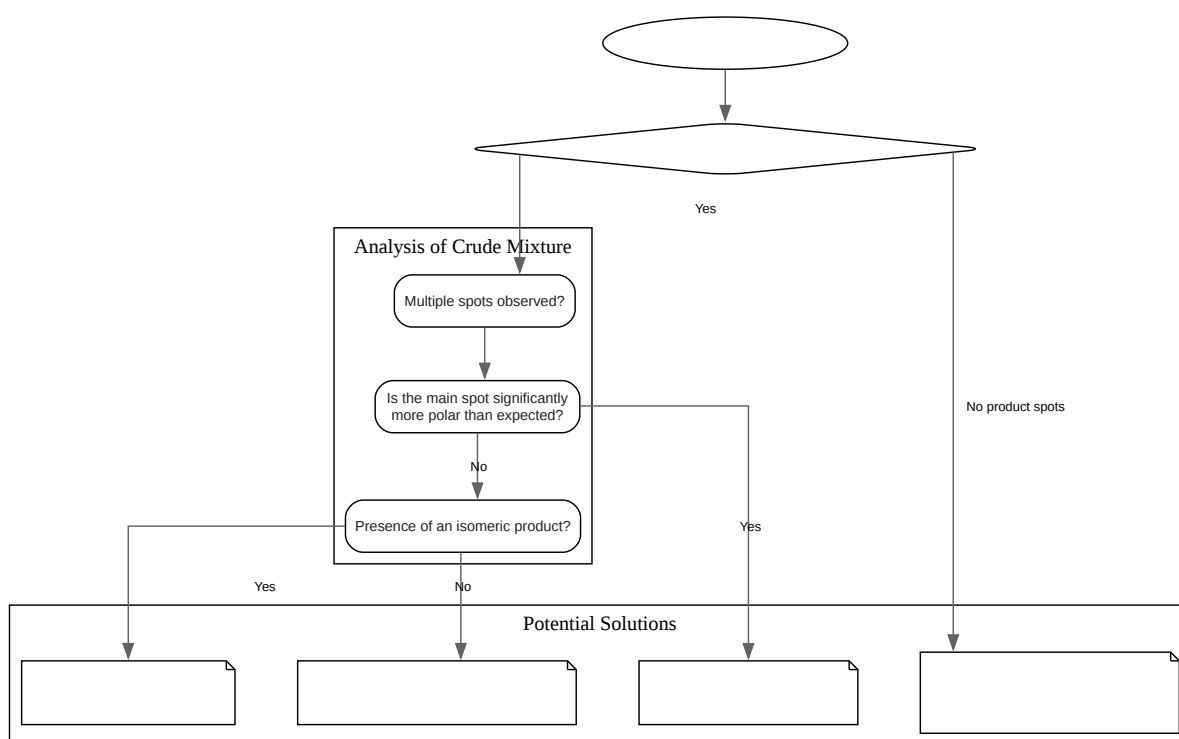 Yes
Analysis of Crude Mixture
Multiple spots observed?
Is the main spot significantly
more polar than expected?
No product spots
No
Presence of an isomeric product?
Yes
Yes
No
Potential Solutions